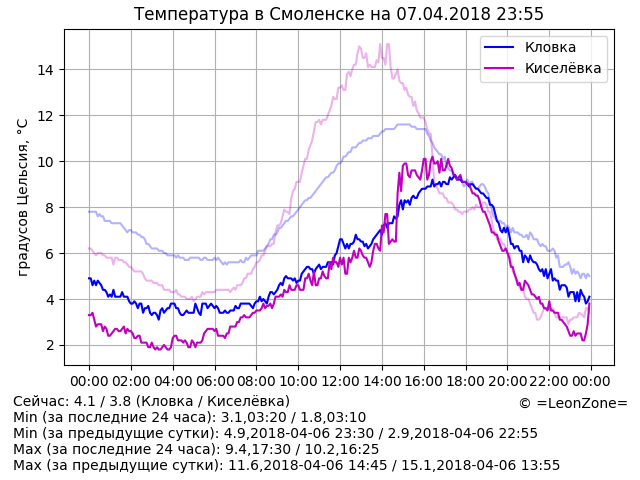 Температура в Смоленске на 07.04.2018 23:55
Кловка
Киселёвка
градусов Цельсия, °C
14
12
10
8
6
4
2
00:00 02:00 04:00 06:00 08:00 10:00 12:00 14:00 16:00 18:00 20:00 22:00 00:00
Сейчас: 4.1 / 3.8 (Кловка / Киселёвка)
© =LeonZone=
Min (за последние 24 часа): 3.1,03:20 / 1.8,03:10
Min (за предыдущие сутки): 4.9,2018-04-06 23:30 / 2.9,2018-04-06 22:55
Max (за последние 24 часа): 9.4,17:30 / 10.2,16:25
Max (за предыдущие сутки): 11.6,2018-04-06 14:45 / 15.1,2018-04-06 13:55